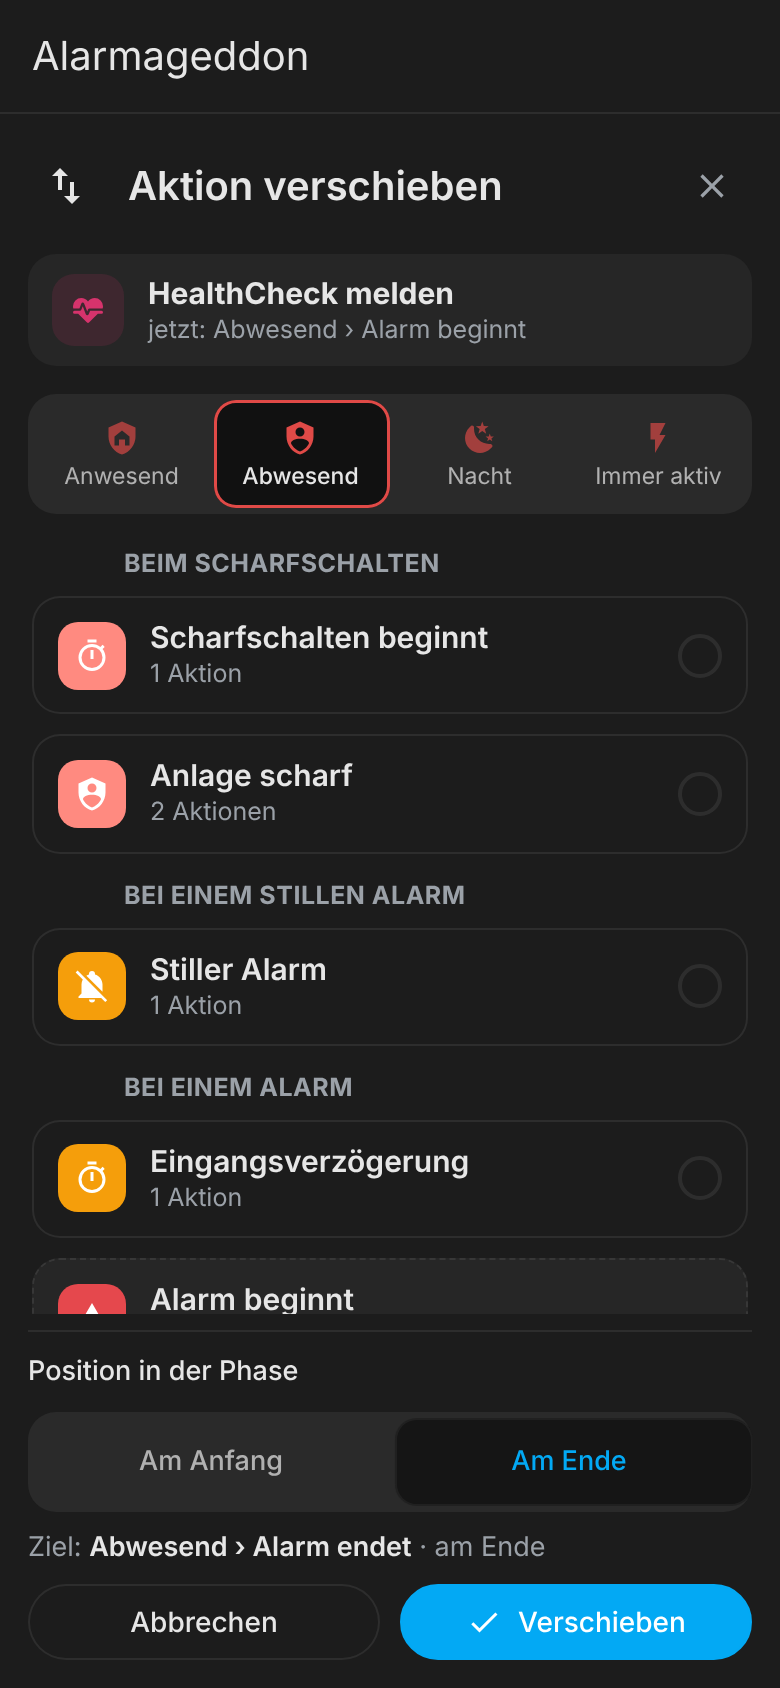 Alarmageddon
Aktion verschieben
HealthCheck melden
jetzt: Abwesend › Alarm beginnt
Anwesend
Abwesend
Nacht
Immer aktiv
BEIM SCHARFSCHALTEN
Scharfschalten beginnt
1 Aktion
Anlage scharf
2 Aktionen
BEI EINEM STILLEN ALARM
Stiller Alarm
1 Aktion
BEI EINEM ALARM
Eingangsverzögerung
1 Aktion
Alarm beginnt
Position in der Phase
Am Anfang
Am Ende
Ziel: Abwesend › Alarm endet · am Ende
Abbrechen
Verschieben